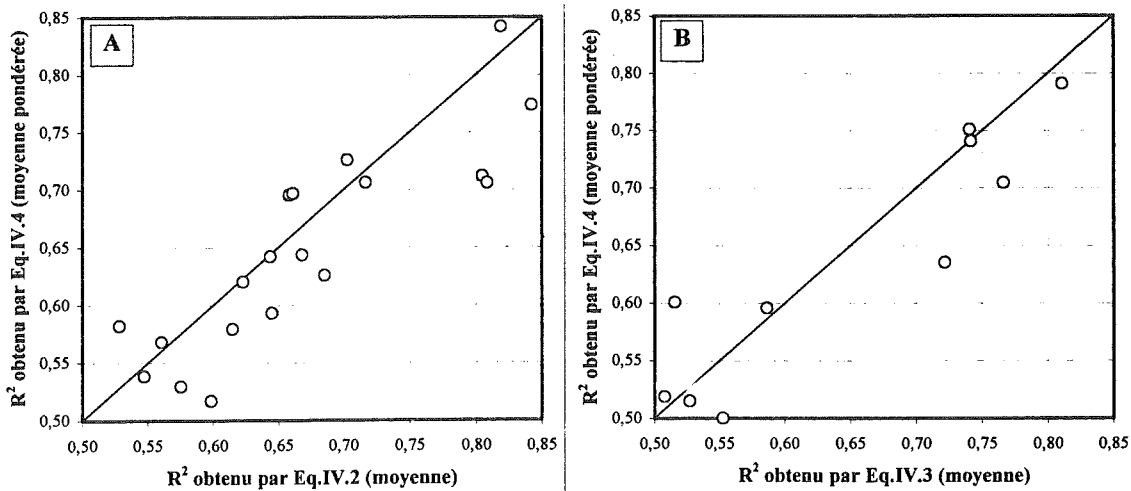 A
R² obtenu par Eq.IV.4 (moyenne pondérée)
0,85
0,80
0,75
0,70
0,65
0,60
0,55
0,50
0,50 0,55 0,60 0,65 0,70 0,75 0,80 0,85
R² obtenu par Eq.IV.2 (moyenne)
B
R² obtenu par Eq.IV.4 (moyenne pondérée)
0,85
0,80
0,75
0,70
0,65
0,60
0,55
0,50
0,50 0,55 0,60 0,65 0,70 0,75 0,80 0,85
R² obtenu par Eq.IV.3 (moyenne)